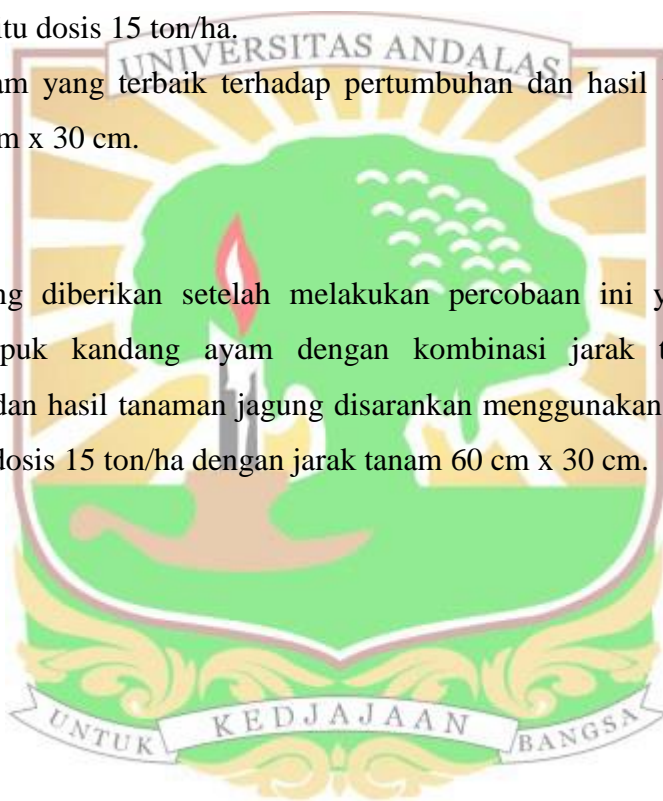 itu dosis 15 ton/ha.
UNIVERSITAS ANDALAS
am yang terbaik terhadap pertumbuhan dan hasil
m x 30 cm.
ng diberikan setelah melakukan percobaan ini
puk kandang ayam dengan kombinasi jarak
dan hasil tanaman jagung disarankan menggunakan
dosis 15 ton/ha dengan jarak tanam 60 cm x 30 cm.
UNTUK KEDJAJAAN BANGSA